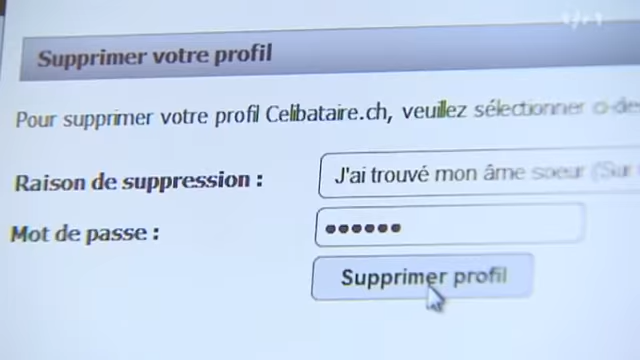 Supprimer votre profil
Pour supprimer votre profil Celibataire.ch, veuillez sélectionner
Raison de suppression :
J'ai trouvé mon âme soeur (Sur
Mot de passe :
Supprimer profil